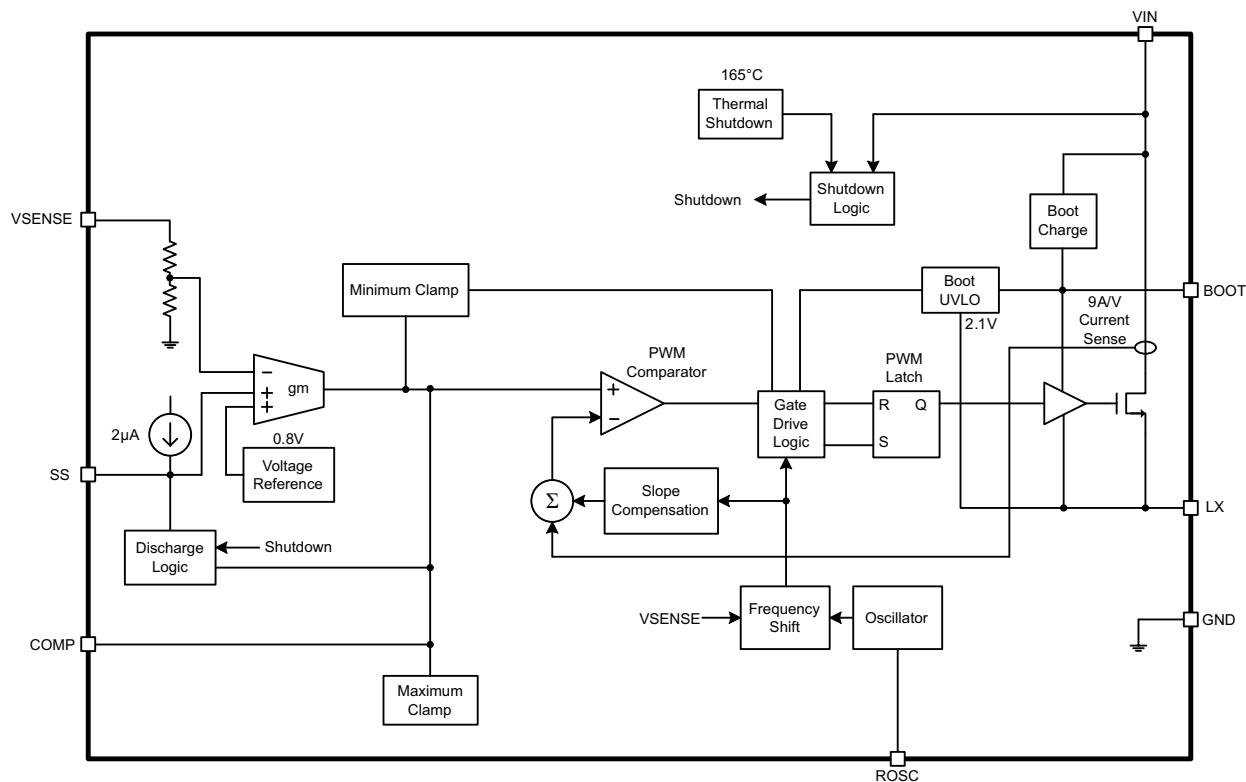 VIN
165°C
Thermal
Shutdown
Shutdown
Shutdown
Logic
Boot
Charge
VSENSE
Minimum Clamp
Boot
UVLO
2.1V
BOOT
9A/V
Current
Sense
PWM
Comparator
PWM
Latch
−
+
+
gm
+
−
Gate
Drive
Logic
R
Q
S
2µA
0.8V
Voltage
Reference
SS
Σ
Slope
Compensation
LX
Discharge
Logic
Shutdown
VSENSE
Frequency
Shift
Oscillator
GND
COMP
Maximum
Clamp
ROSC